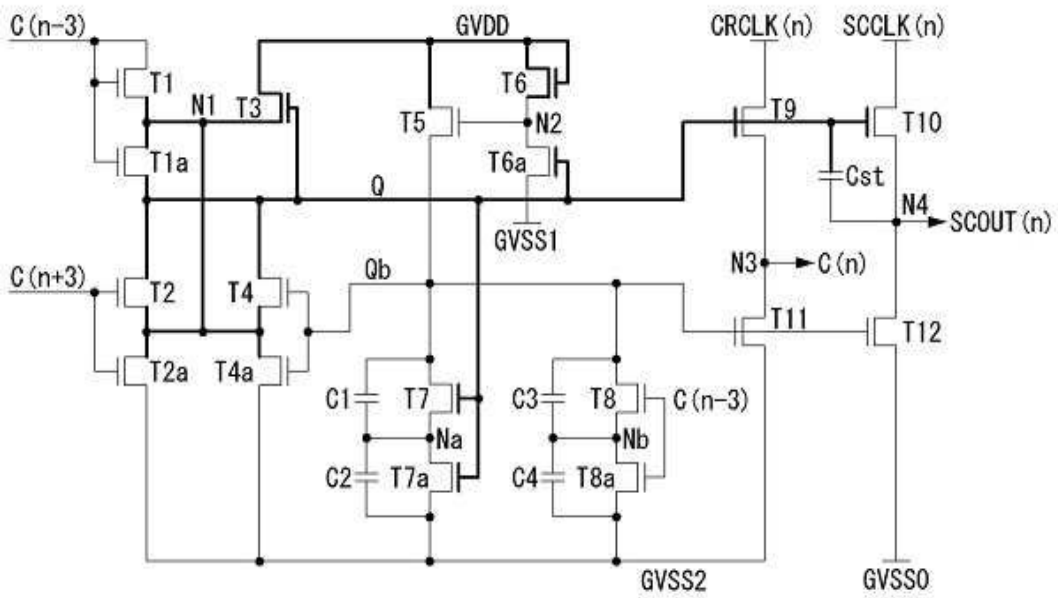 C(n-3) GVDD CRCLK(n) SCCLK(n)
T1 T6
N1 T3 T5 N2 T9 T10
T1a T6a Cst
Q N4 SCOUT(n)
GVSS1
C(n+3) Qb N3 C(n)
T2 T4 T11 T12
T2a T4a
C1 T7 C3 T8 C(n-3)
Na Nb
C2 T7a C4 T8a
GVSS2 GVSS0